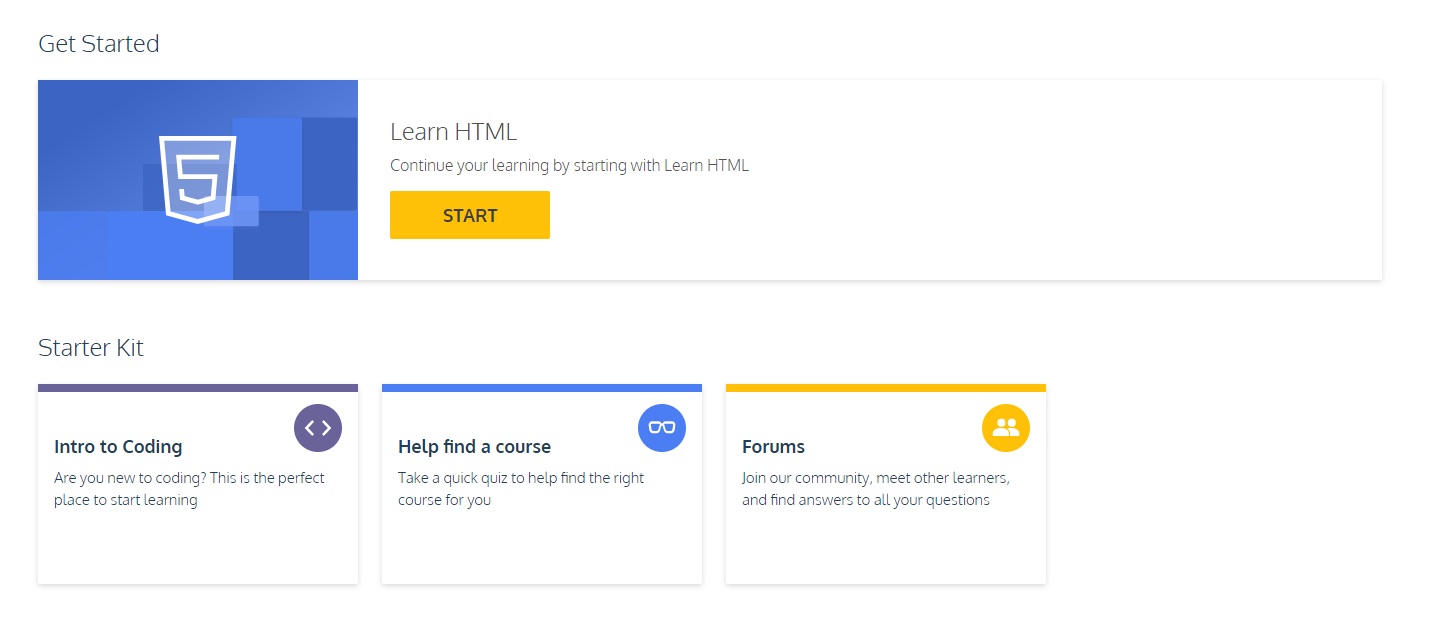 Get Started
Learn HTML
Continue your learning by starting with Learn HTML
START
Starter Kit
Intro to Coding
Are you new to coding? This is the perfect
place to start learning
Help find a course
Take a quick quiz to help find the right
course for you
Forums
Join our community, meet other learners,
and find answers to all your questions